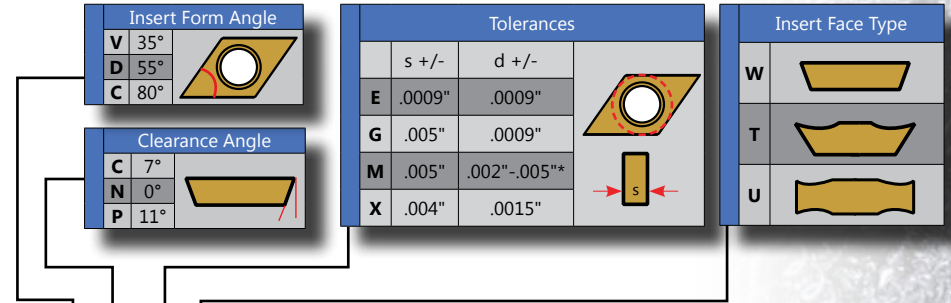 Insert Form Angle
V 35°
D 55°
C 80°
Clearance Angle
C 7°
N 0°
P 11°
Tolerances
s +/- d +/-
E .0009" .0009"
G .005" .0009"
M .005" .002"-.005"*
X .004" .0015"
s
Insert Face Type
W
T
U